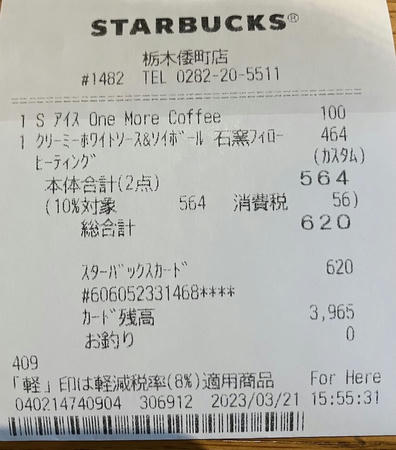 STARBUCKS®
栃木倭町店
#1482 TEL 0282-20-5511
1 S ｱｲｽ One More Coffee 100
1 ｸﾘｰﾐｰﾎﾜｲﾄｿｰｽ&ｿｲﾎﾞｰﾙ 石窯ﾌｨﾛｰ 464
ﾋｰﾃｨﾝｸﾞ (ｶｽﾀﾑ)
本体合計(2点) 564
(10%対象 564 消費税 56)
総合計 620
ｽﾀｰﾊﾞｯｸｽｶｰﾄﾞ 620
#606052331468****
ｶｰﾄﾞ残高 3,965
お釣り 0
409
「軽」印は軽減税率(8%)適用商品 For Here
040214740904 306912 2023/03/21 15:55:31